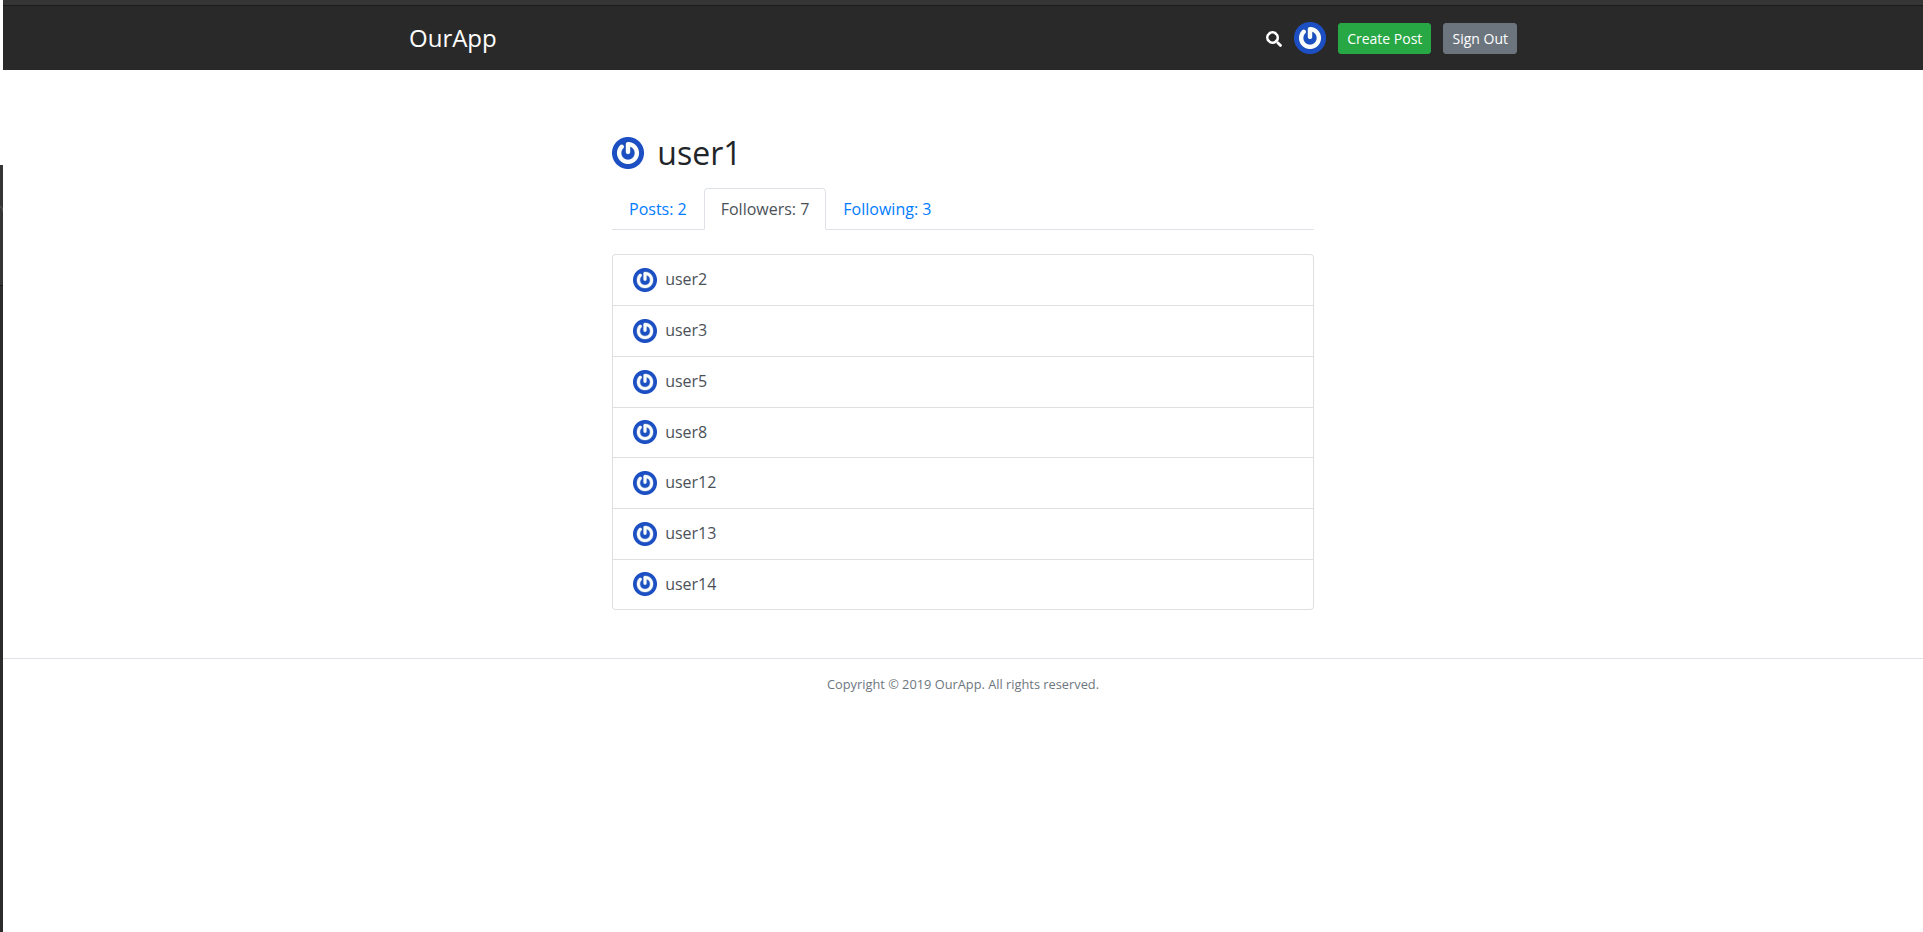 OurApp Create Post Sign Out
user1
Posts: 2 Followers: 7 Following: 3
user2
user3
user5
user8
user12
user13
user14
Copyright © 2019 OurApp. All rights reserved.